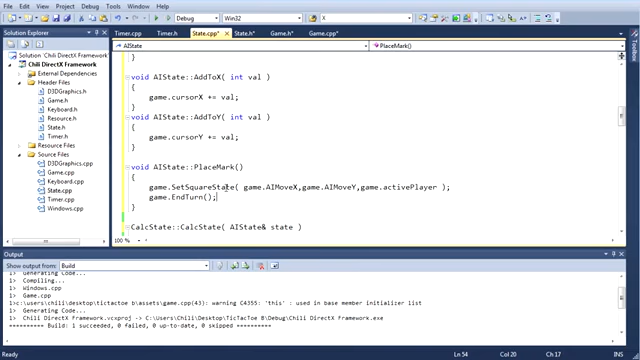 File Edit View Project Build Debug Team Data Tools Test Window Help
Debug Win32 X
Solution Explorer
Timer.cpp Timer.h State.cpp* State.h* Game.h* Game.cpp*
AIState PlaceMark()
Solution 'Chili DirectX Framework'
Chili DirectX Framework
External Dependencies
Header Files
D3DGraphics.h
Game.h
Keyboard.h
Resource.h
State.h
Timer.h
Source Files
D3DGraphics.cpp
Game.cpp
Keyboard.cpp
State.cpp
Timer.cpp
Windows.cpp
}
void AIState::AddToX( int val )
{
game.cursorX += val;
}
void AIState::AddToY( int val )
{
game.cursorY += val;
}
void AIState::PlaceMark()
{
game.SetSquareState( game.AIMoveX,game.AIMoveY,game.activePlayer );
game.EndTurn();
}
CalcState::CalcState( AIState& state )
100 %
Output
Show output from: Build
1> Generating Code...
1> Compiling...
1> Windows.cpp
1> Game.cpp
1>c:\users\chili\desktop\tictactoe b\assets\game.cpp(43): warning C4355: 'this' : used in base member initializer list
1> Generating Code...
1> Chili DirectX Framework.vcxproj -> C:\Users\Chili\Desktop\TicTacToe B\Debug\Chili DirectX Framework.exe
========== Build: 1 succeeded, 0 failed, 0 up-to-date, 0 skipped ==========
Ready Ln 54 Col 18 Ch 15 INS